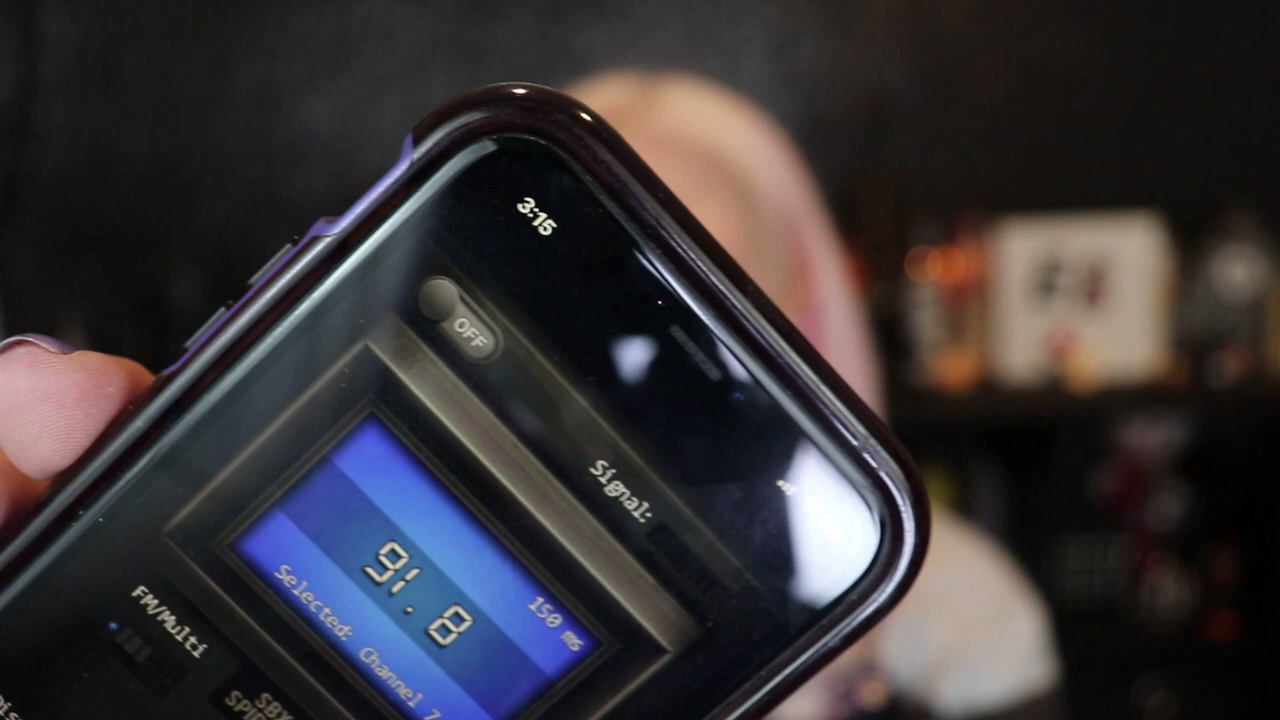 3:15
OFF
Signal:
150 ms
91.8
Selected: Channel 7
FM/Multi
SBX